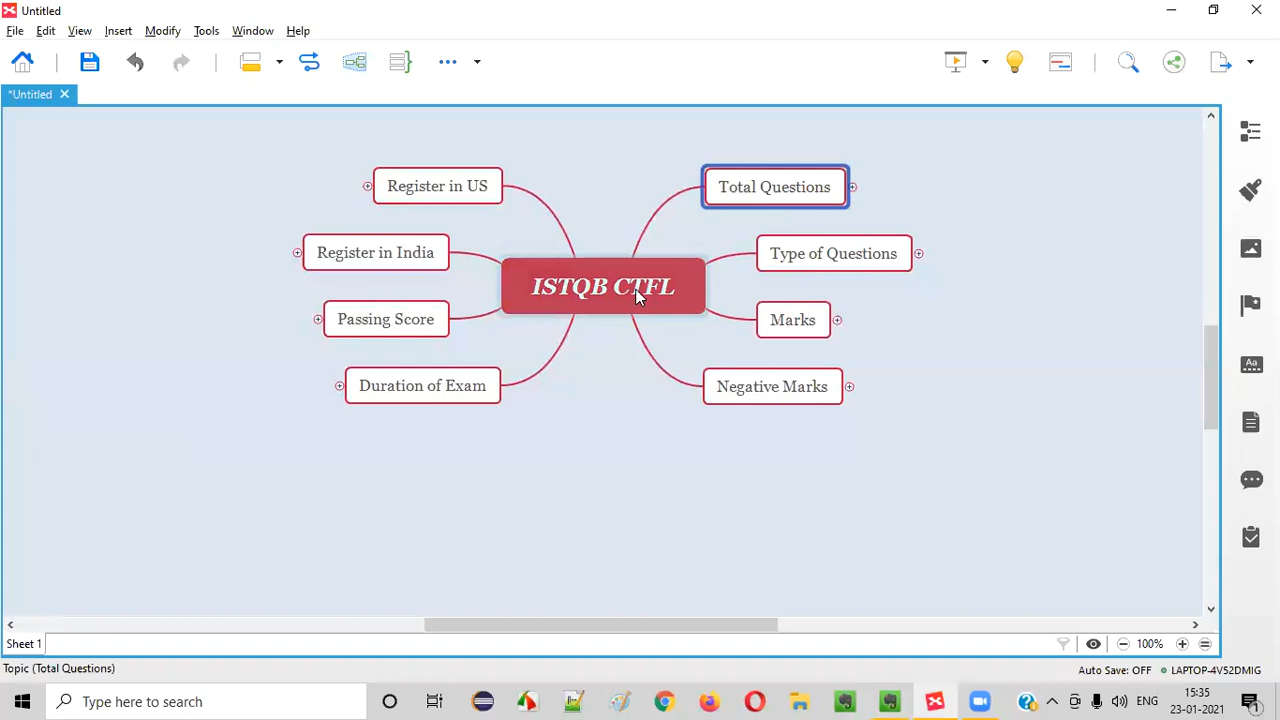 Untitled
File Edit View Insert Modify Tools Window Help
*Untitled
Register in US
Total Questions
Register in India
Type of Questions
ISTQB CTFL
Passing Score
Marks
Duration of Exam
Negative Marks
Sheet 1
100%
Topic (Total Questions)
Auto Save: OFF
LAPTOP-4V52DMIG
Type here to search
ENG
15:35
23-01-2021